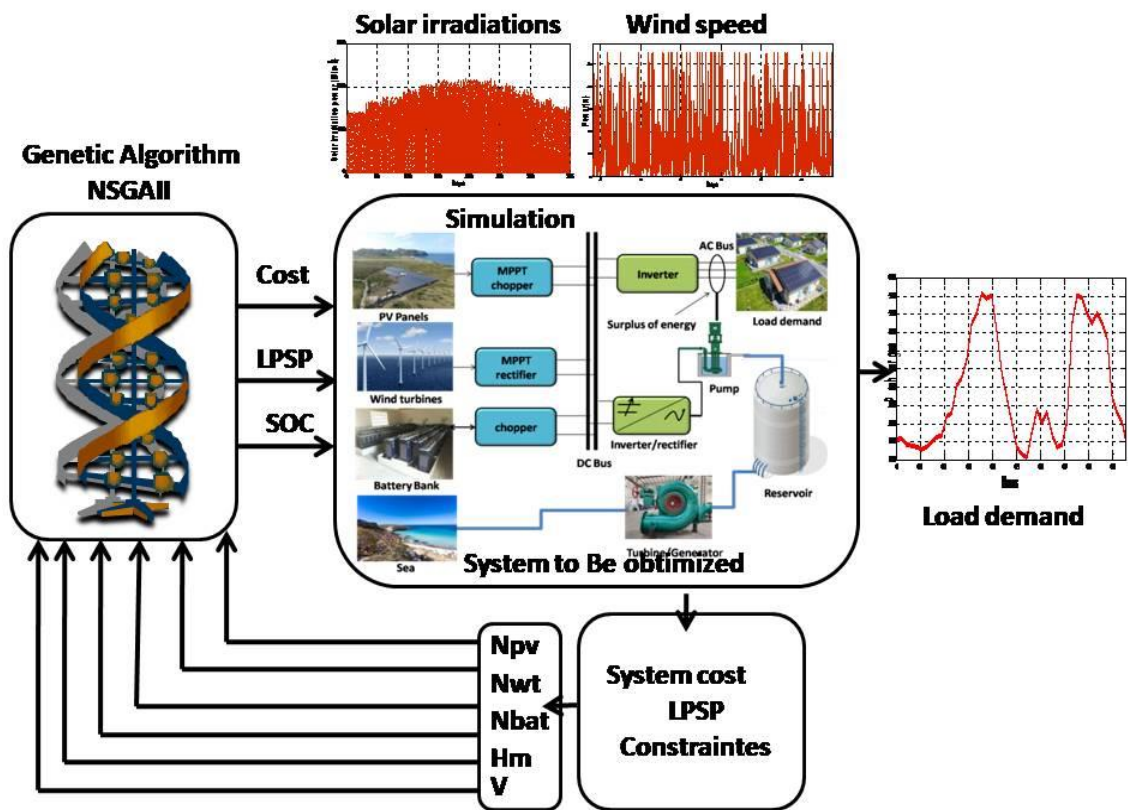 Solar irradiations
Wind speed
Genetic Algorithm
NSGAII
Simulation
Cost
LPSP
SOC
PV Panels
MPPT
chopper
Inverter
AC Bus
Surplus of energy
Load demand
Wind turbines
MPPT
rectifier
Pump
Battery Bank
chopper
DC Bus
Inverter/rectifier
Reservoir
Sea
Turbine/Generator
System to Be obtimized
Load demand
Npv
Nwt
Nbat
Hm
V
System cost
LPSP
Constraintes